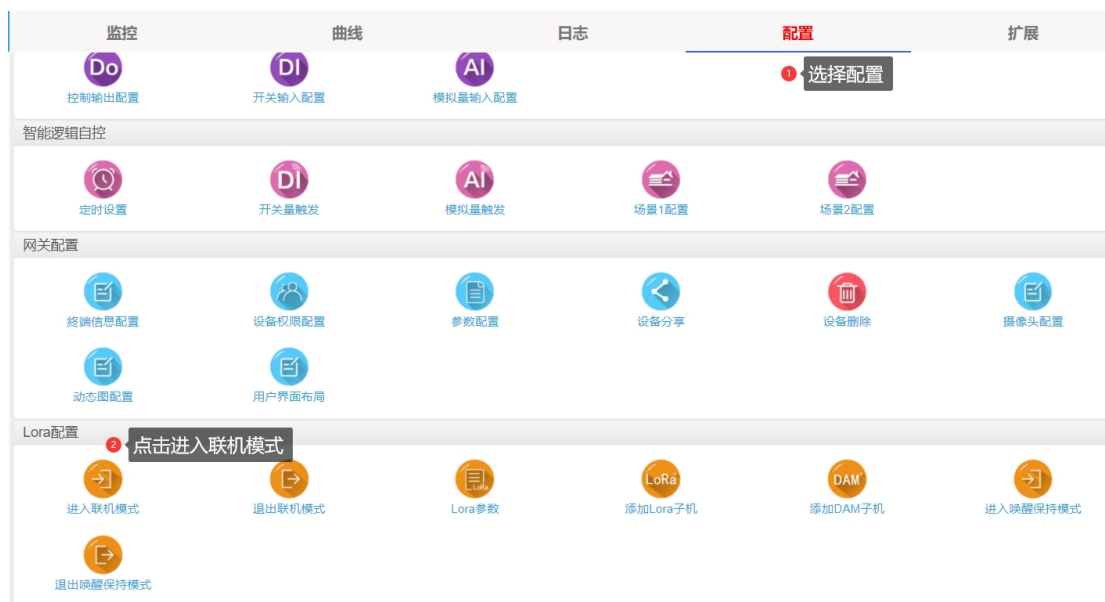 监控 曲线 日志 配置 扩展
Do DI AI 1 选择配置
控制输出配置 开关输入配置 模拟量输入配置
智能逻辑自控
DI AI
定时设置 开关量触发 模拟量触发 场景1配置 场景2配置
网关配置
终端信息配置 设备权限配置 参数配置 设备分享 设备删除 摄像头配置
动态图配置 用户界面布局
Lora配置
2 点击进入联机模式
LoRa LoRa DAM
进入联机模式 退出联机模式 Lora参数 添加Lora子机 添加DAM子机 进入唤醒保持模式
退出唤醒保持模式